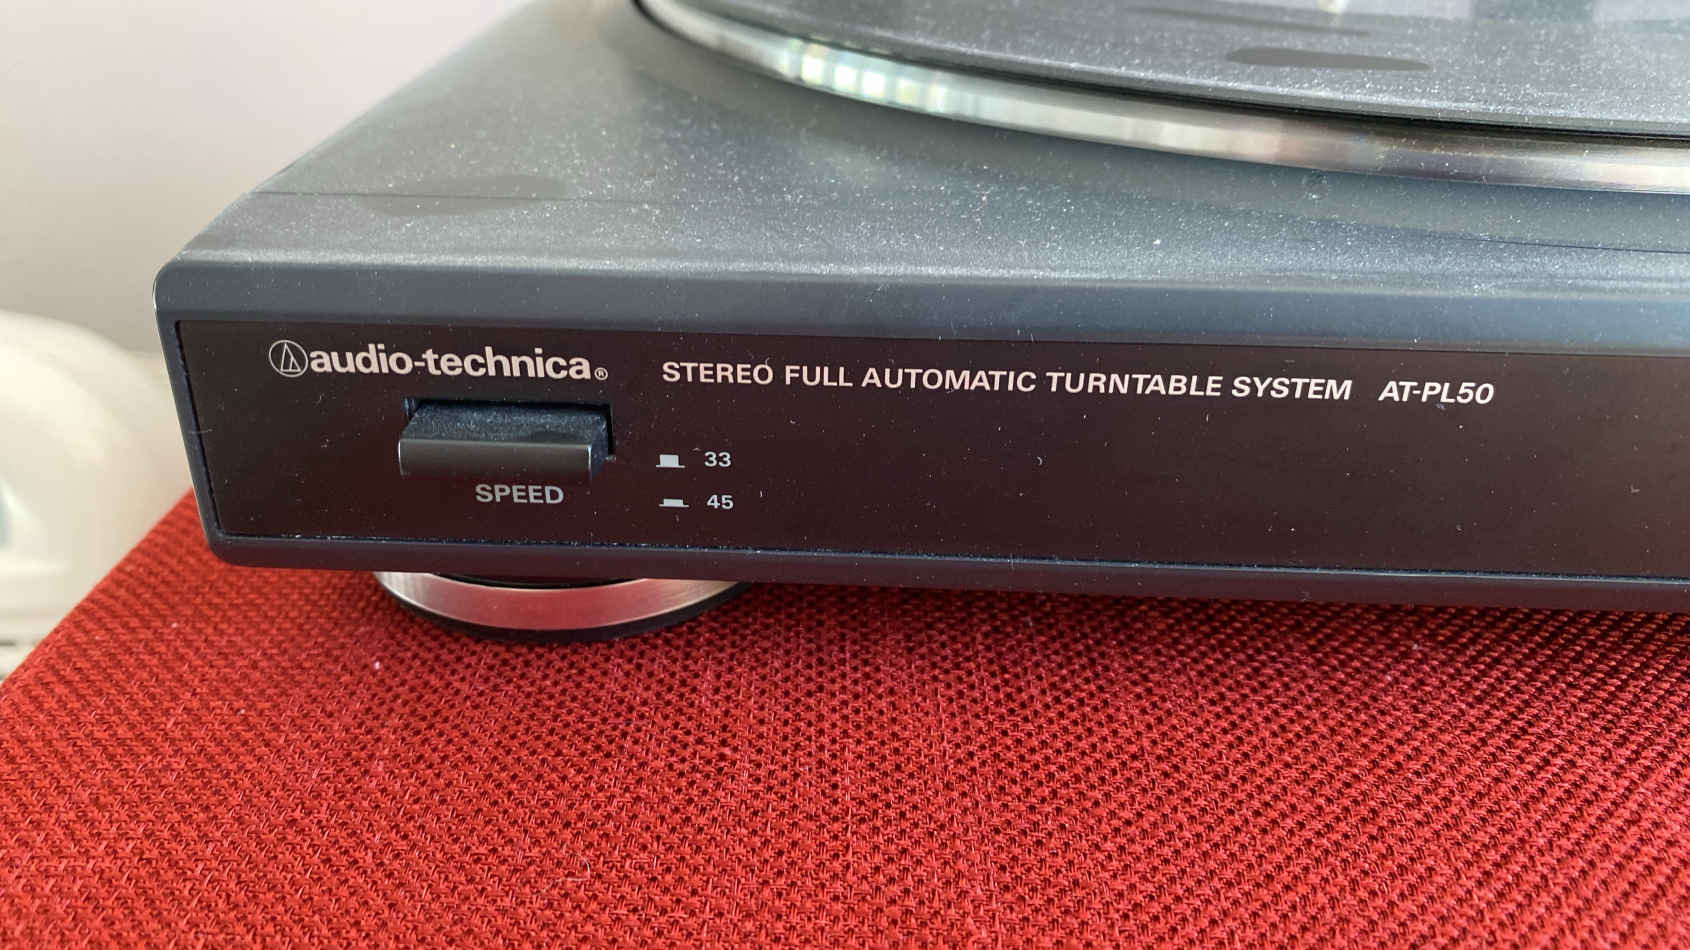 audio-technica®
STEREO FULL AUTOMATIC TURNTABLE SYSTEM AT-PL50
SPEED
33
45